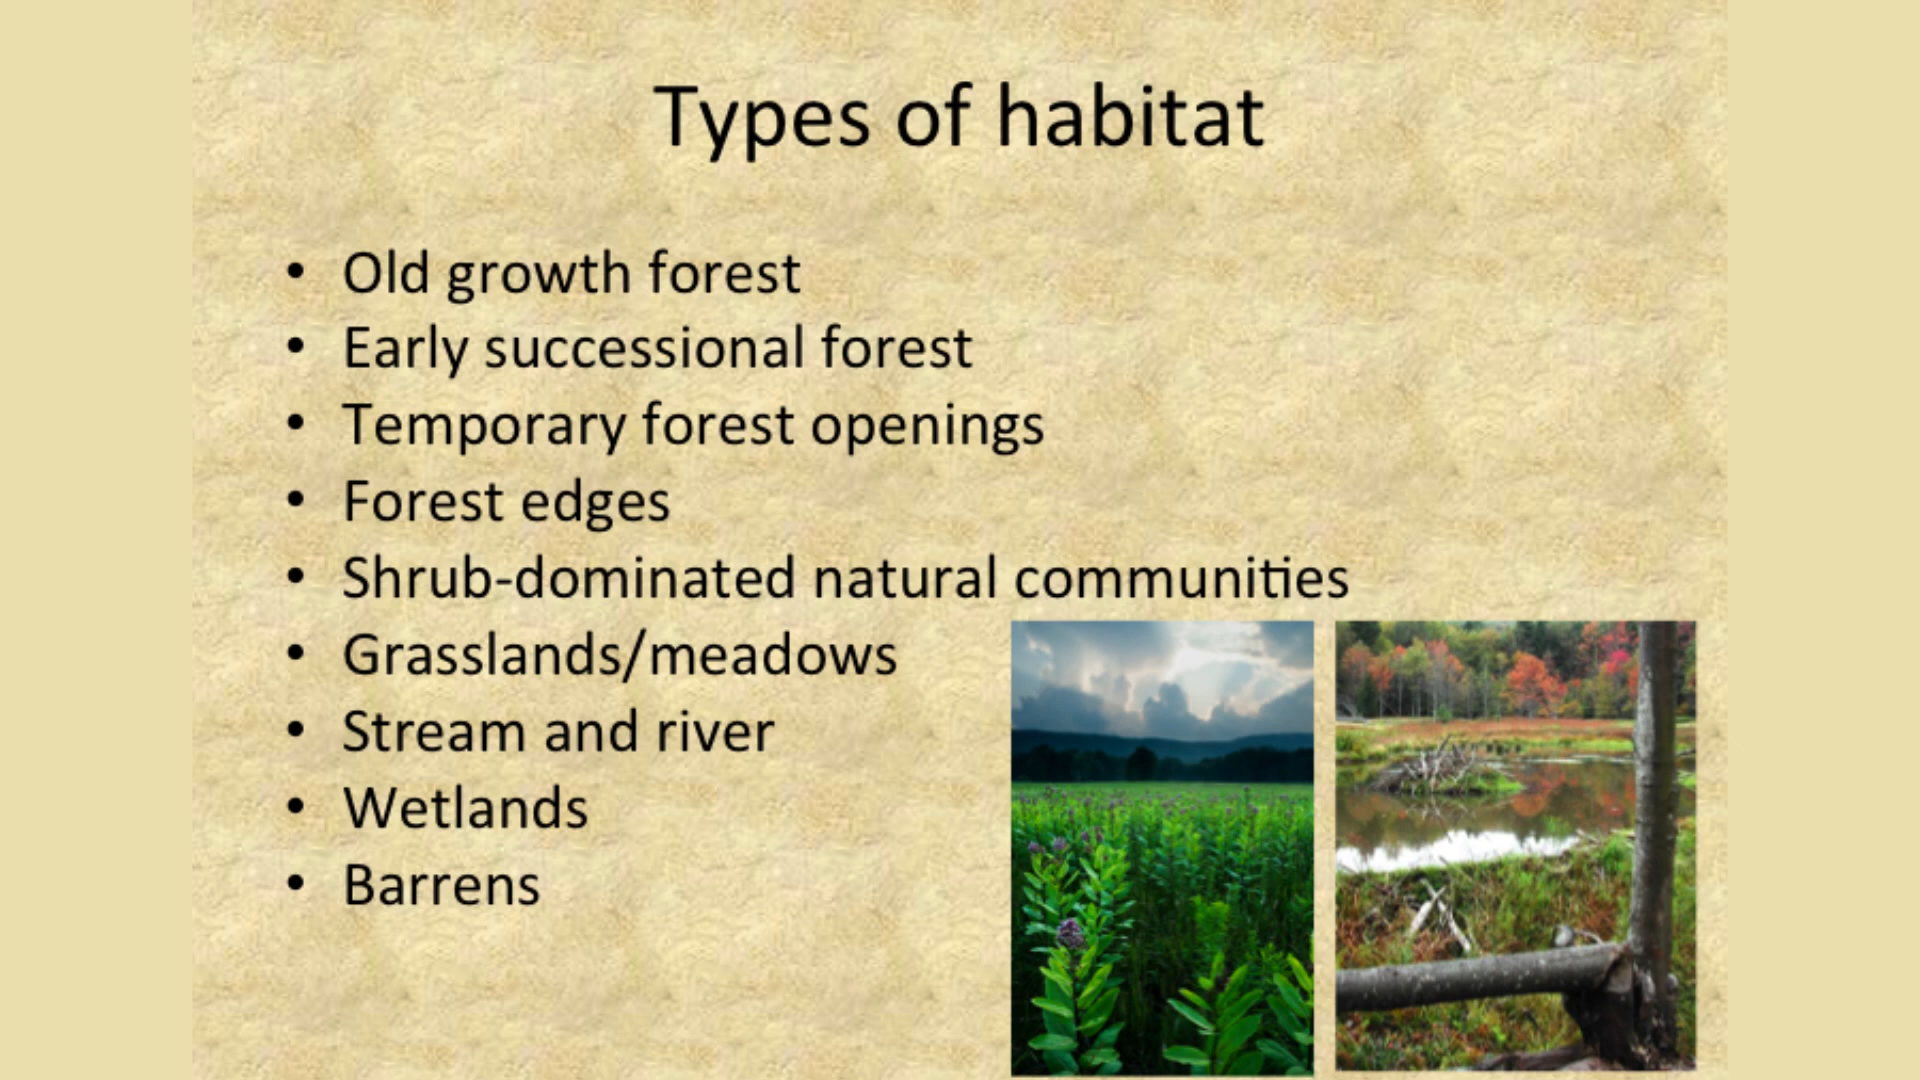 Types of habitat
• Old growth forest
• Early successional forest
• Temporary forest openings
• Forest edges
• Shrub-dominated natural communities
• Grasslands/meadows
• Stream and river
• Wetlands
• Barrens